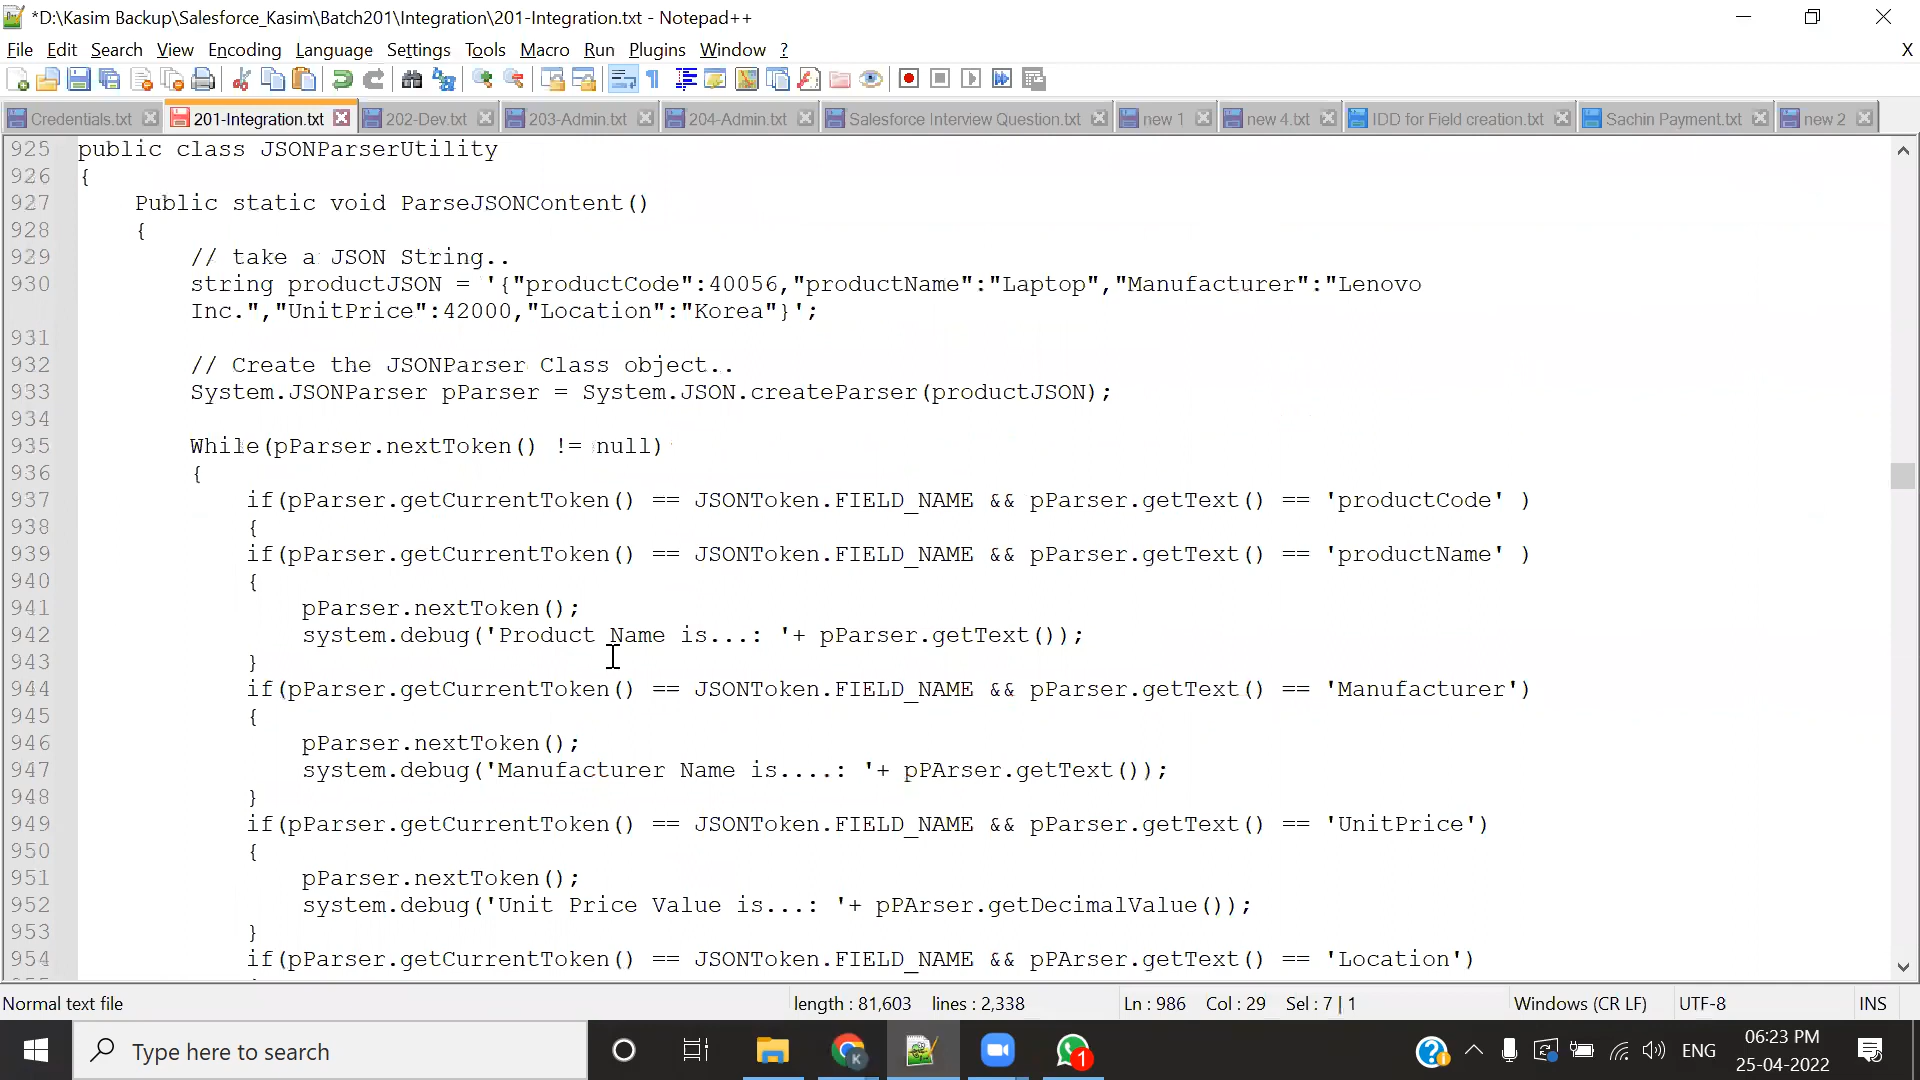 *D:\Kasim Backup\Salesforce_Kasim\Batch201\Integration\201-Integration.txt - Notepad++
File Edit Search View Encoding Language Settings Tools Macro Run Plugins Window ? X
Credentials.txt 201-Integration.txt 202-Dev.txt 203-Admin.txt 204-Admin.txt Salesforce Interview Question.txt new 1 new 4.txt IDD for Field creation.txt Sachin Payment.txt new 2
925 public class JSONParserUtility
926 {
927 Public static void ParseJSONContent()
928 {
929 // take a JSON String..
930 string productJSON = '{"productCode":40056,"productName":"Laptop","Manufacturer":"Lenovo
Inc.","UnitPrice":42000,"Location":"Korea"}';
931
932 // Create the JSONParser Class object..
933 System.JSONParser pParser = System.JSON.createParser(productJSON);
934
935 While(pParser.nextToken() != null)
936 {
937 if(pParser.getCurrentToken() == JSONToken.FIELD_NAME && pParser.getText() == 'productCode' )
938 {
939 if(pParser.getCurrentToken() == JSONToken.FIELD_NAME && pParser.getText() == 'productName' )
940 {
941 pParser.nextToken();
942 system.debug('Product Name is...: '+ pParser.getText());
943 }
944 if(pParser.getCurrentToken() == JSONToken.FIELD_NAME && pParser.getText() == 'Manufacturer')
945 {
946 pParser.nextToken();
947 system.debug('Manufacturer Name is....: '+ pPArser.getText());
948 }
949 if(pParser.getCurrentToken() == JSONToken.FIELD_NAME && pParser.getText() == 'UnitPrice')
950 {
951 pParser.nextToken();
952 system.debug('Unit Price Value is...: '+ pPArser.getDecimalValue());
953 }
954 if(pParser.getCurrentToken() == JSONToken.FIELD_NAME && pPArser.getText() == 'Location')
Normal text file length : 81,603 lines : 2,338 Ln : 986 Col : 29 Sel : 7 | 1 Windows (CR LF) UTF-8 INS
Type here to search K 1 ENG 06:23 PM
25-04-2022